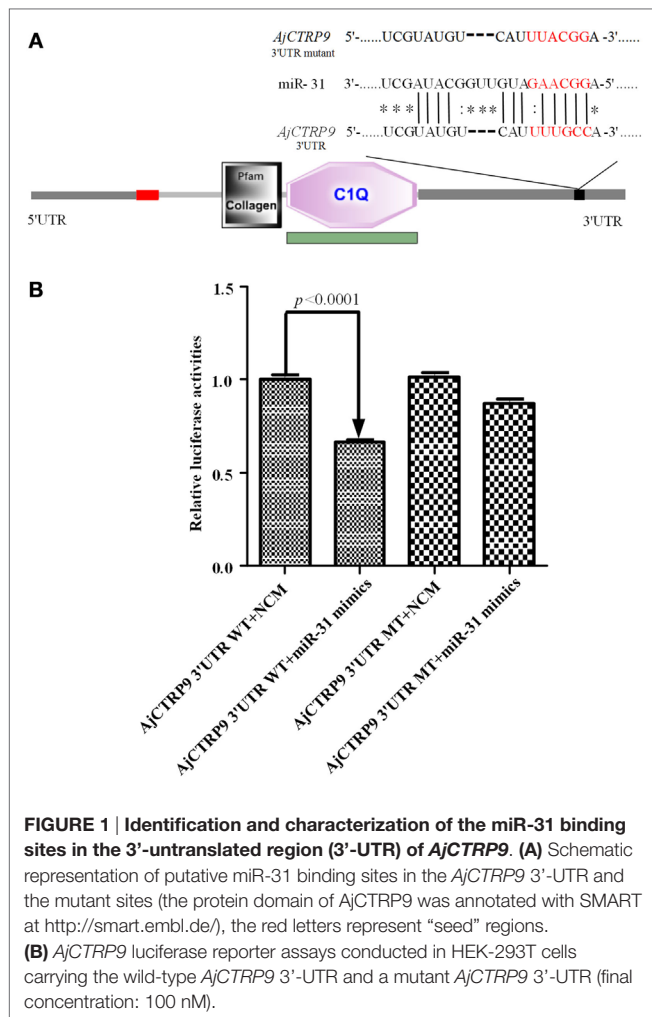 A
AjCTRP9 5'-......UCGUAUGU---CAUUUACGGA-3'......
3'UTR mutant
miR-31 3'-......UCGAUACGGUUGUAGAACGGA-5'......
***||||:***|||:|||||*
AjCTRP9 5'-......UCGUAUGU---CAUUUUGCCA-3'......
3'UTR
Pfam
Collagen
C1Q
5'UTR
3'UTR
B
p<0.0001
Relative luciferase activities
1.5
1.0
0.5
0.0
AjCTRP9 3'UTR WT+NCM
AjCTRP9 3'UTR WT+miR-31 mimics
AjCTRP9 3'UTR MT+NCM
AjCTRP9 3'UTR MT+miR-31 mimics
FIGURE 1 | Identification and characterization of the miR-31 binding
sites in the 3'-untranslated region (3'-UTR) of AjCTRP9. (A) Schematic
representation of putative miR-31 binding sites in the AjCTRP9 3'-UTR and
the mutant sites (the protein domain of AjCTRP9 was annotated with SMART
at http://smart.embl.de/), the red letters represent “seed” regions.
(B) AjCTRP9 luciferase reporter assays conducted in HEK-293T cells
carrying the wild-type AjCTRP9 3'-UTR and a mutant AjCTRP9 3'-UTR (final
concentration: 100 nM).